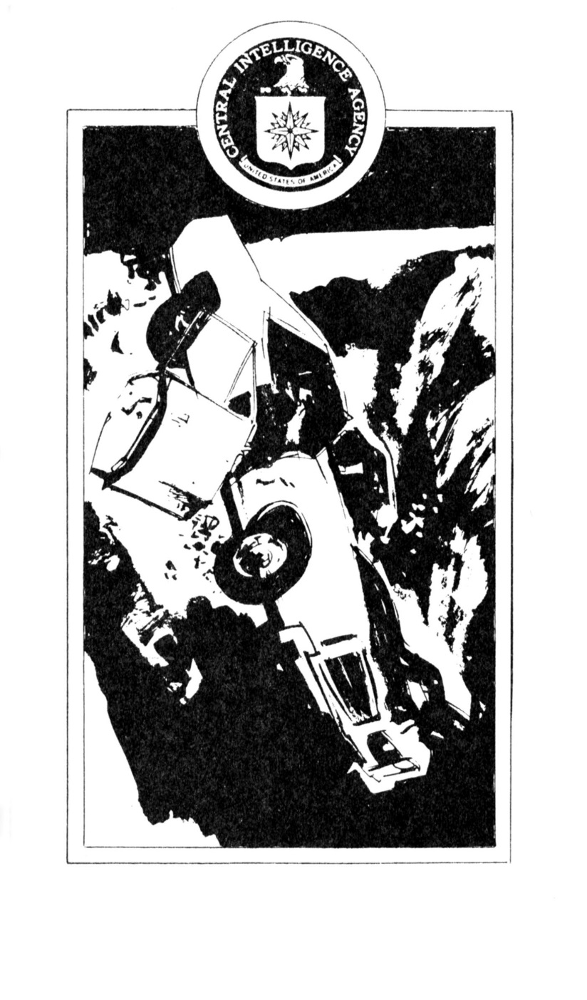 CENTRAL INTELLIGENCE AGENCY
UNITED STATES OF AMERICA